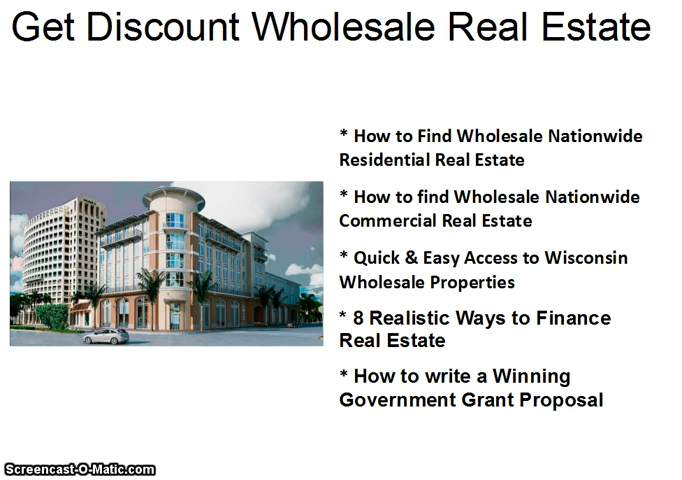 Get Discount Wholesale Real Estate
* How to Find Wholesale Nationwide
Residential Real Estate
* How to find Wholesale Nationwide
Commercial Real Estate
* Quick & Easy Access to Wisconsin
Wholesale Properties
* 8 Realistic Ways to Finance
Real Estate
* How to write a Winning
Government Grant Proposal
Screencast-O-Matic.com